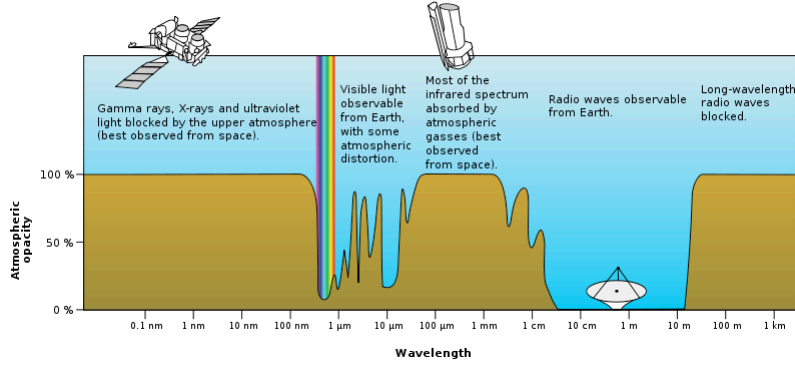 Gamma rays, X-rays and ultraviolet
light blocked by the upper atmosphere
(best observed from space).
Visible light
observable
from Earth,
with some
atmospheric
distortion.
Most of the
infrared spectrum
absorbed by
atmospheric
gasses (best
observed
from space).
Radio waves observable
from Earth.
Long-wavelength
radio waves
blocked.
Atmospheric
opacity
100 %
50 %
0 %
0.1 nm
1 nm
10 nm
100 nm
1 μm
10 μm
100 μm
1 mm
1 cm
10 cm
1 m
10 m
100 m
1 km
Wavelength